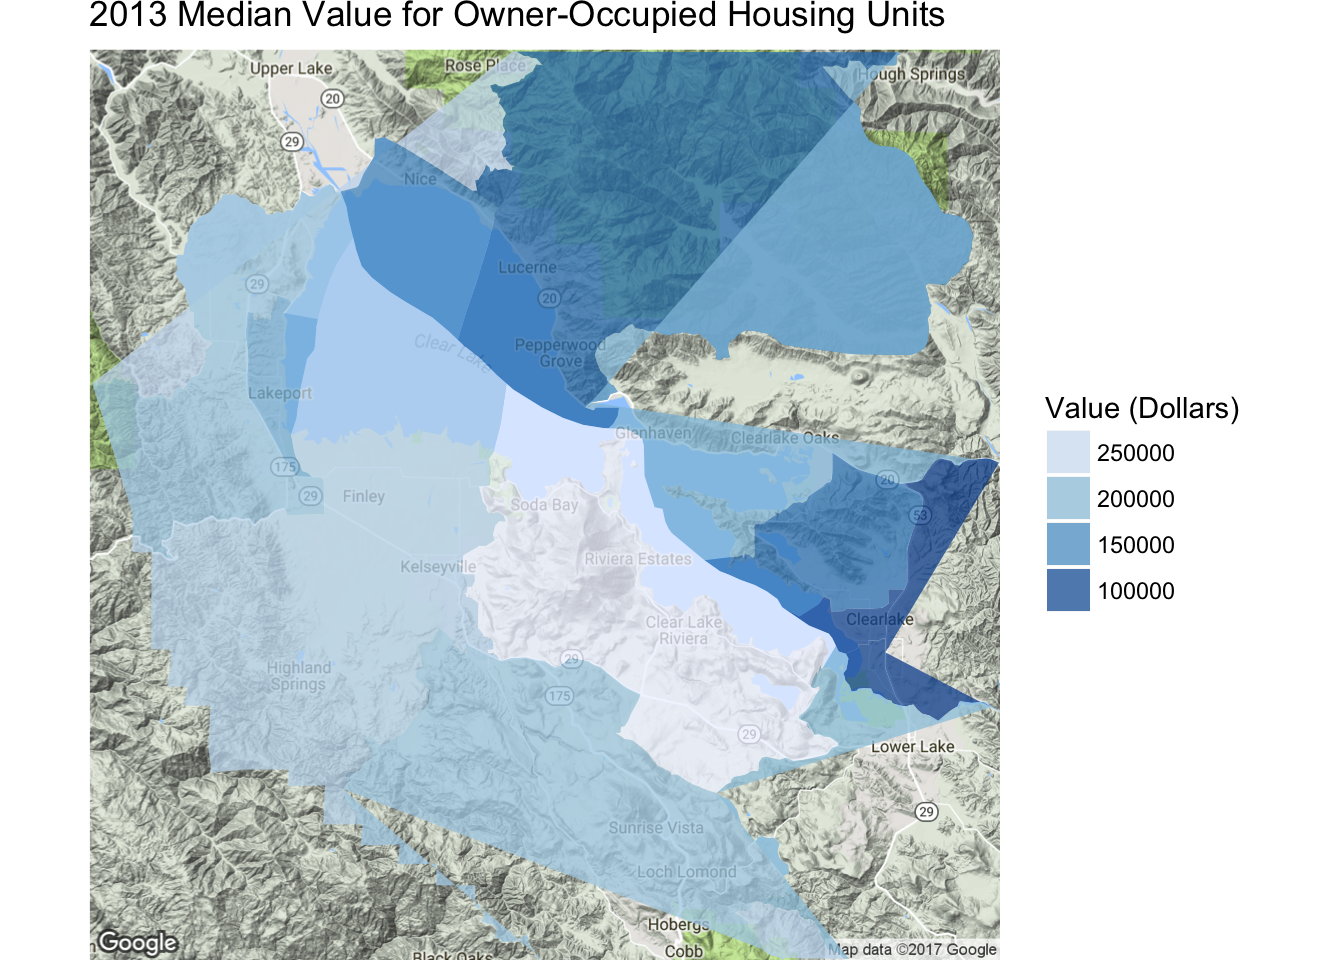 2013 Median Value for Owner-Occupied Housing Units
Upper Lake
Rose Place
Hough Springs
20
29
Nice
Lucerne
29
20
Clear Lake
Pepperwood
Grove
Lakeport
Glenhaven
Clearlake Oaks
175
20
29
Finley
Soda Bay
53
Riviera Estates
Kelseyville
Clear Lake
Riviera
Clearlake
29
Highland
Springs
175
29
Lower Lake
29
Sunrise Vista
Loch Lomond
Hobergs
Cobb
Black Oaks
Google
Map data ©2017 Google
Value (Dollars)
250000
200000
150000
100000